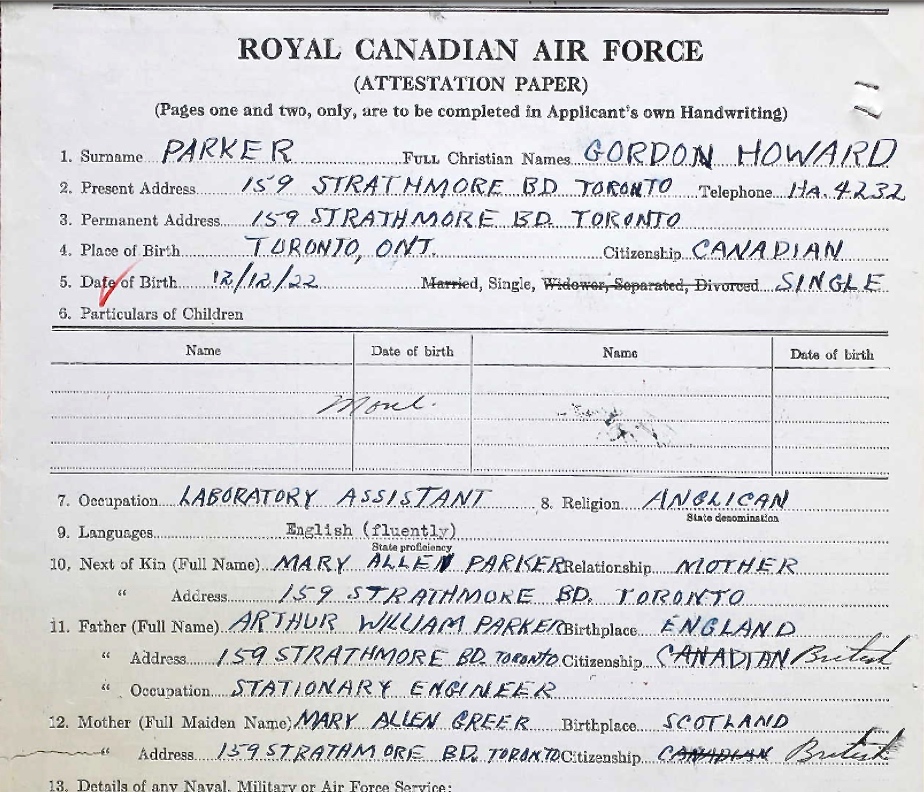 ROYAL CANADIAN AIR FORCE
(ATTESTATION PAPER)
(Pages one and two, only, are to be completed in Applicant's own Handwriting)
1. Surname PARKER FULL Christian Names GORDON HOWARD
2. Present Address 159 STRATHMORE BD TORONTO Telephone HA. 4232
3. Permanent Address 159 STRATHMORE BD. TORONTO
4. Place of Birth TORONTO, ONT. Citizenship CANADIAN
5. Date of Birth 12/12/22 Married, Single, Widower, Separated, Divorced SINGLE
6. Particulars of Children
Name Date of birth Name Date of birth
None.
7. Occupation LABORATORY ASSISTANT 8. Religion ANGLICAN
State denomination
9. Languages English (fluently)
State proficiency
10, Next of Kin (Full Name) MARY ALLEN PARKER Relationship MOTHER
" Address 159 STRATHMORE BD. TORONTO
11. Father (Full Name) ARTHUR WILLIAM PARKER Birthplace ENGLAND
" Address 159 STRATHMORE BD. TORONTO Citizenship CANADIAN British
" Occupation STATIONARY ENGINEER
12. Mother (Full Maiden Name) MARY ALLEN GREER Birthplace SCOTLAND
" Address 159 STRATHMORE BD. TORONTO Citizenship CANADIAN British
13. Details of any Naval, Military or Air Force Service: